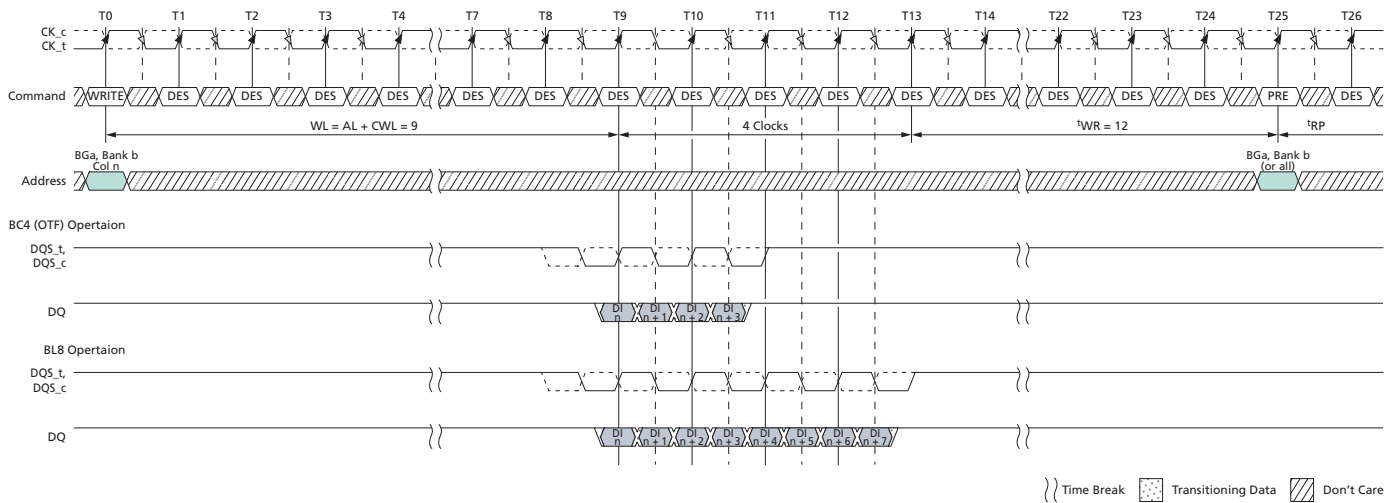 T0 T1 T2 T3 T4 T7 T8 T9 T10 T11 T12 T13 T14 T22 T23 T24 T25 T26
CK_c
CK_t
Command WRITE DES DES DES DES DES DES DES DES DES DES DES DES DES DES DES PRE DES
WL = AL + CWL = 9 4 Clocks tWR = 12 tRP
BGa, Bank b
Col n
BGa, Bank b
(or all)
Address
BC4 (OTF) Opertaion
DQS_t,
DQS_c
DQ
DI n DI n + 1 DI n + 2 DI n + 3
BL8 Opertaion
DQS_t,
DQS_c
DQ
DI n DI n + 1 DI n + 2 DI n + 3 DI n + 4 DI n + 5 DI n + 6 DI n + 7
Time Break Transitioning Data Don't Care